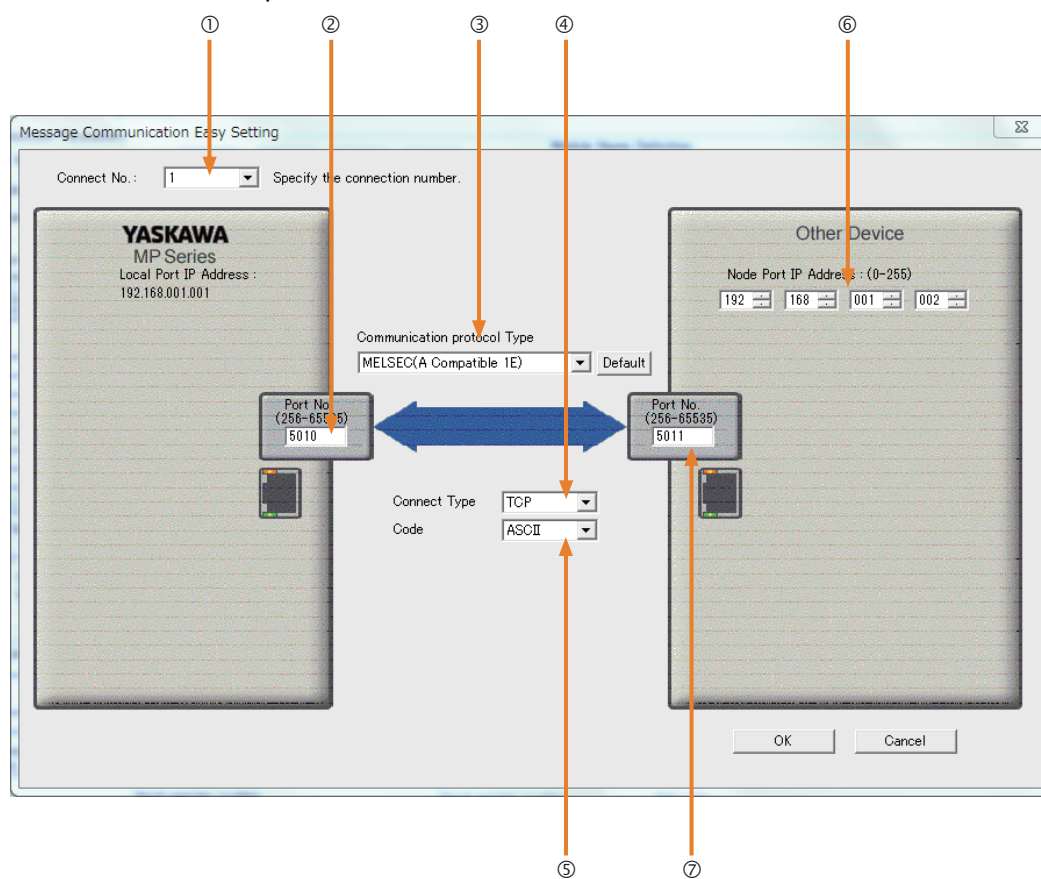 ① ② ③ ④ ⑥
Message Communication Easy Setting
Connect No. : 1 Specify the connection number.
YASKAWA
MP Series
Local Port IP Address :
192.168.001.001
Other Device
Node Port IP Address : (0-255)
192 168 001 002
Communication protocol Type
MELSEC(A Compatible 1E) Default
Port No.
(256-65535)
5010
Port No.
(256-65535)
5011
Connect Type TCP
Code ASCII
OK Cancel
⑤ ⑦